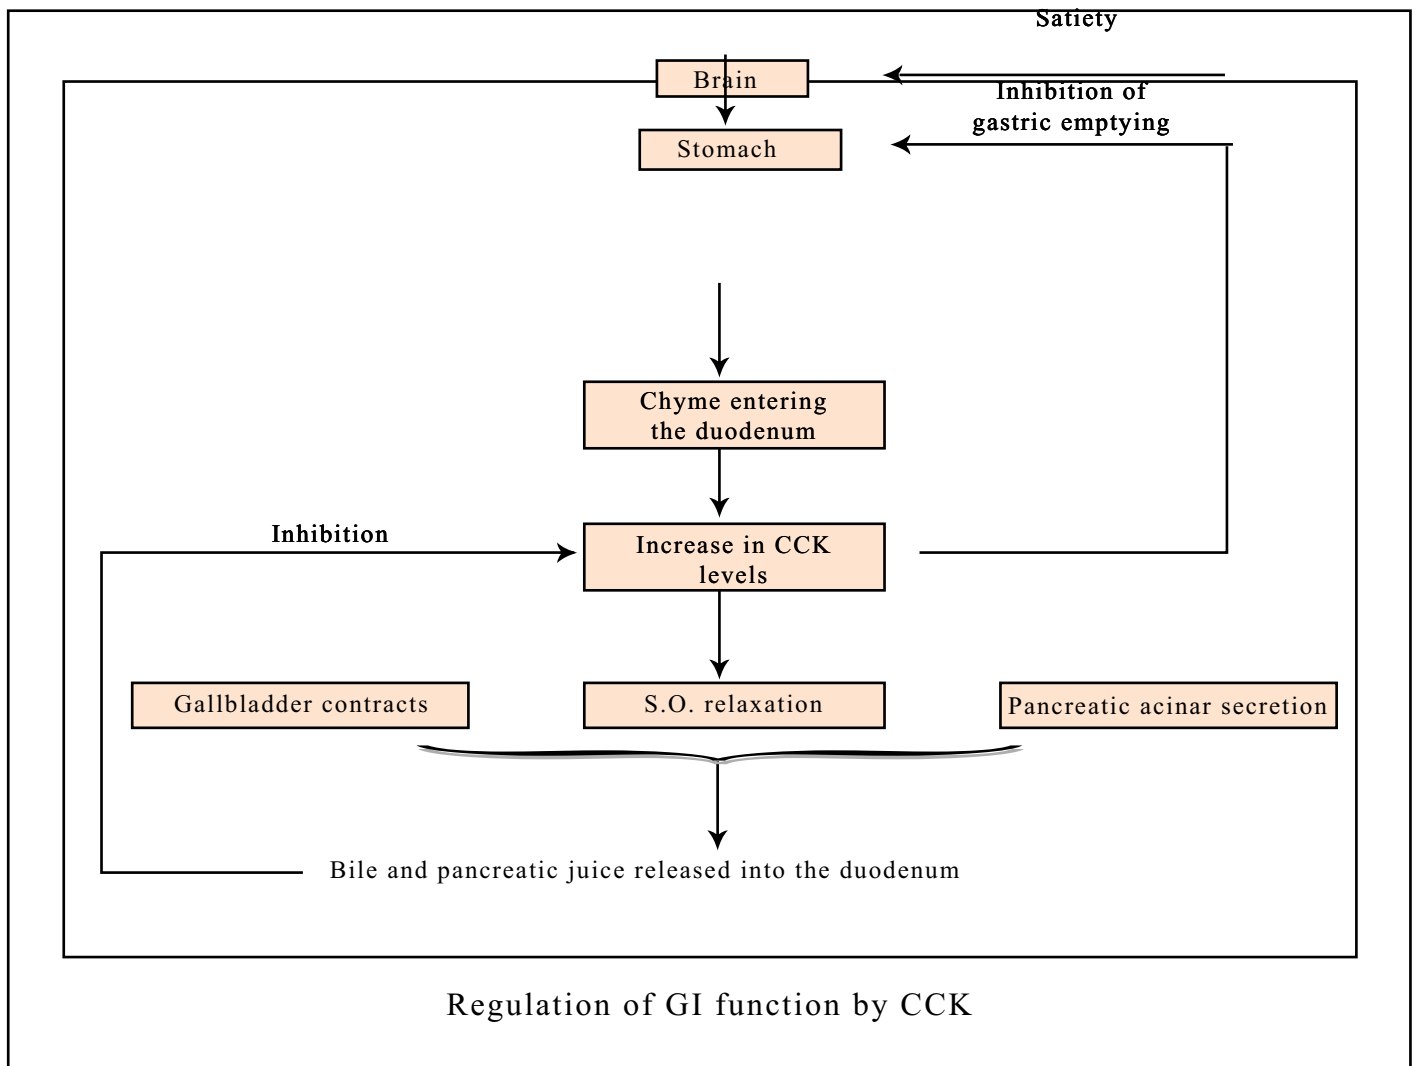 Satiety
Brain
Inhibition of
gastric emptying
Stomach
Chyme entering
the duodenum
Inhibition
Increase in CCK
levels
Gallbladder contracts
S.O. relaxation
Pancreatic acinar secretion
Bile and pancreatic juice released into the duodenum
Regulation of GI function by CCK